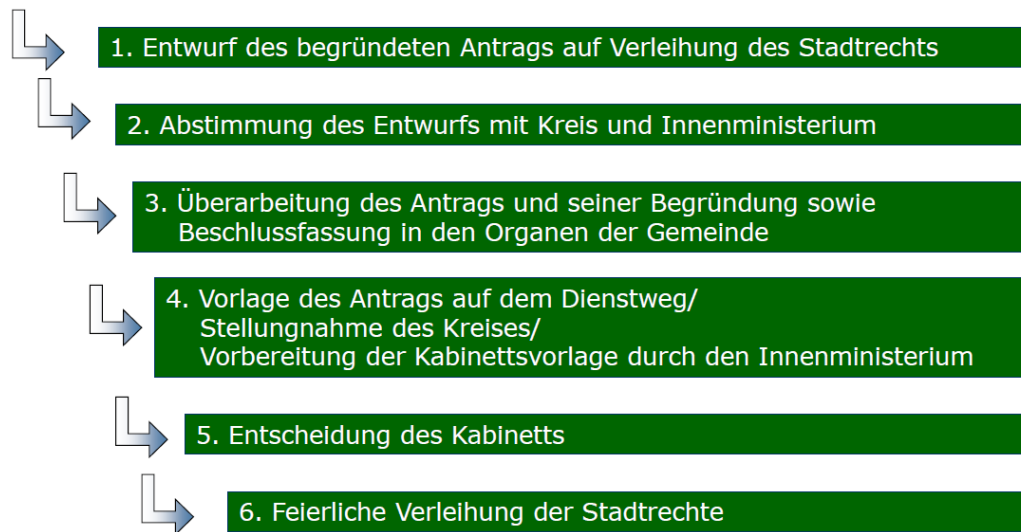 1. Entwurf des begründeten Antrags auf Verleihung des Stadtrechts
2. Abstimmung des Entwurfs mit Kreis und Innenministerium
3. Überarbeitung des Antrags und seiner Begründung sowie
Beschlussfassung in den Organen der Gemeinde
4. Vorlage des Antrags auf dem Dienstweg/
Stellungnahme des Kreises/
Vorbereitung der Kabinettsvorlage durch den Innenministerium
5. Entscheidung des Kabinetts
6. Feierliche Verleihung der Stadtrechte